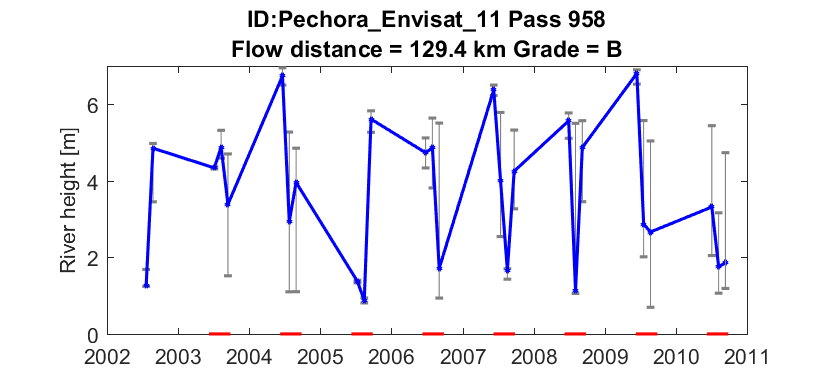 ID:Pechora_Envisat_11 Pass 958
Flow distance = 129.4 km Grade = B
River height [m]
6
4
2
0
2002 2003 2004 2005 2006 2007 2008 2009 2010 2011